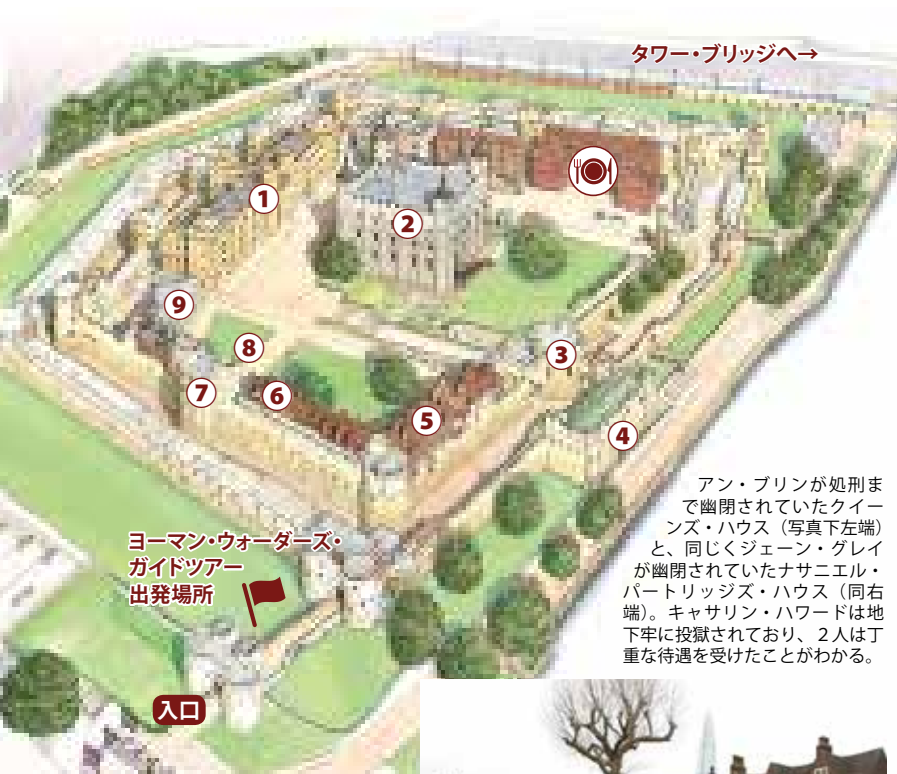 タワー・ブリッジへ→
①
②
⑨
⑧
③
⑦
⑥
⑤
④
アン・ブリンが処刑ま
で幽閉されていたクイー
ンズ・ハウス（写真下左端）
と、同じくジェーン・グレイ
が幽閉されていたナサニエル・
パートリッジズ・ハウス（同右
端）。キャサリン・ハワードは地
下牢に投獄されており、２人は丁
重な待遇を受けたことがわかる。
ヨーマン・ウォーダーズ・
ガイドツアー
出発場所
入口